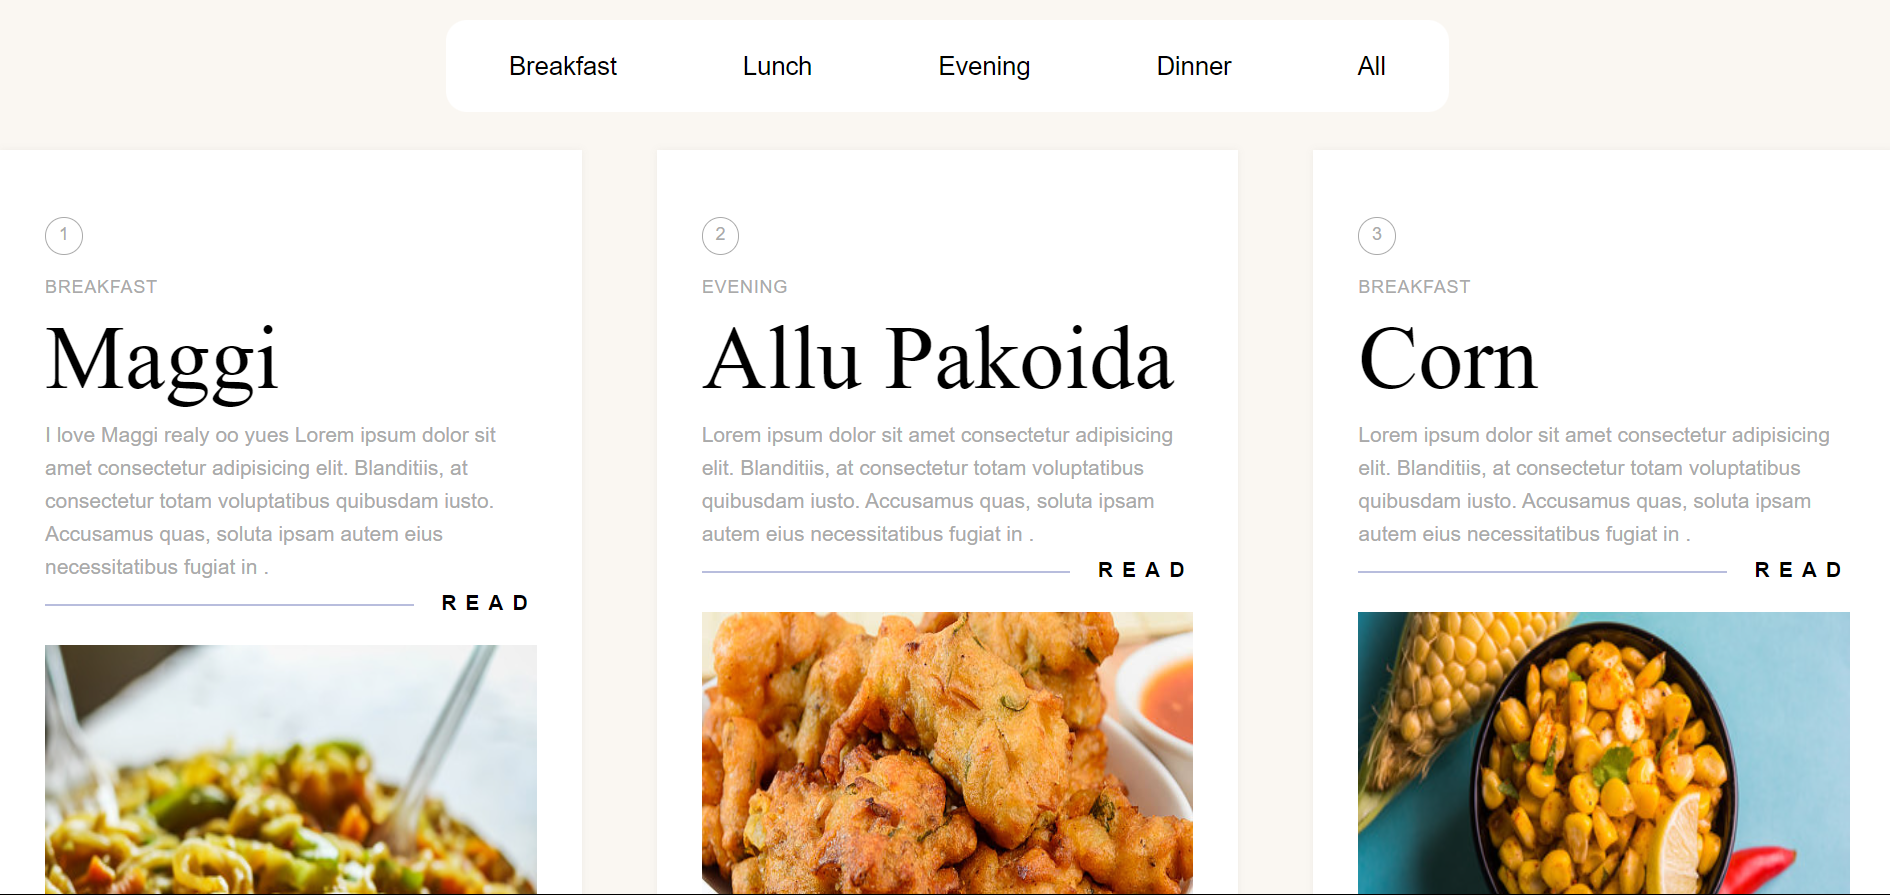 Breakfast Lunch Evening Dinner All
1
BREAKFAST
Maggi
I love Maggi realy oo yues Lorem ipsum dolor sit
amet consectetur adipisicing elit. Blanditiis, at
consectetur totam voluptatibus quibusdam iusto.
Accusamus quas, soluta ipsam autem eius
necessitatibus fugiat in .
READ
2
EVENING
Allu Pakoida
Lorem ipsum dolor sit amet consectetur adipisicing
elit. Blanditiis, at consectetur totam voluptatibus
quibusdam iusto. Accusamus quas, soluta ipsam
autem eius necessitatibus fugiat in .
READ
3
BREAKFAST
Corn
Lorem ipsum dolor sit amet consectetur adipisicing
elit. Blanditiis, at consectetur totam voluptatibus
quibusdam iusto. Accusamus quas, soluta ipsam
autem eius necessitatibus fugiat in .
READ